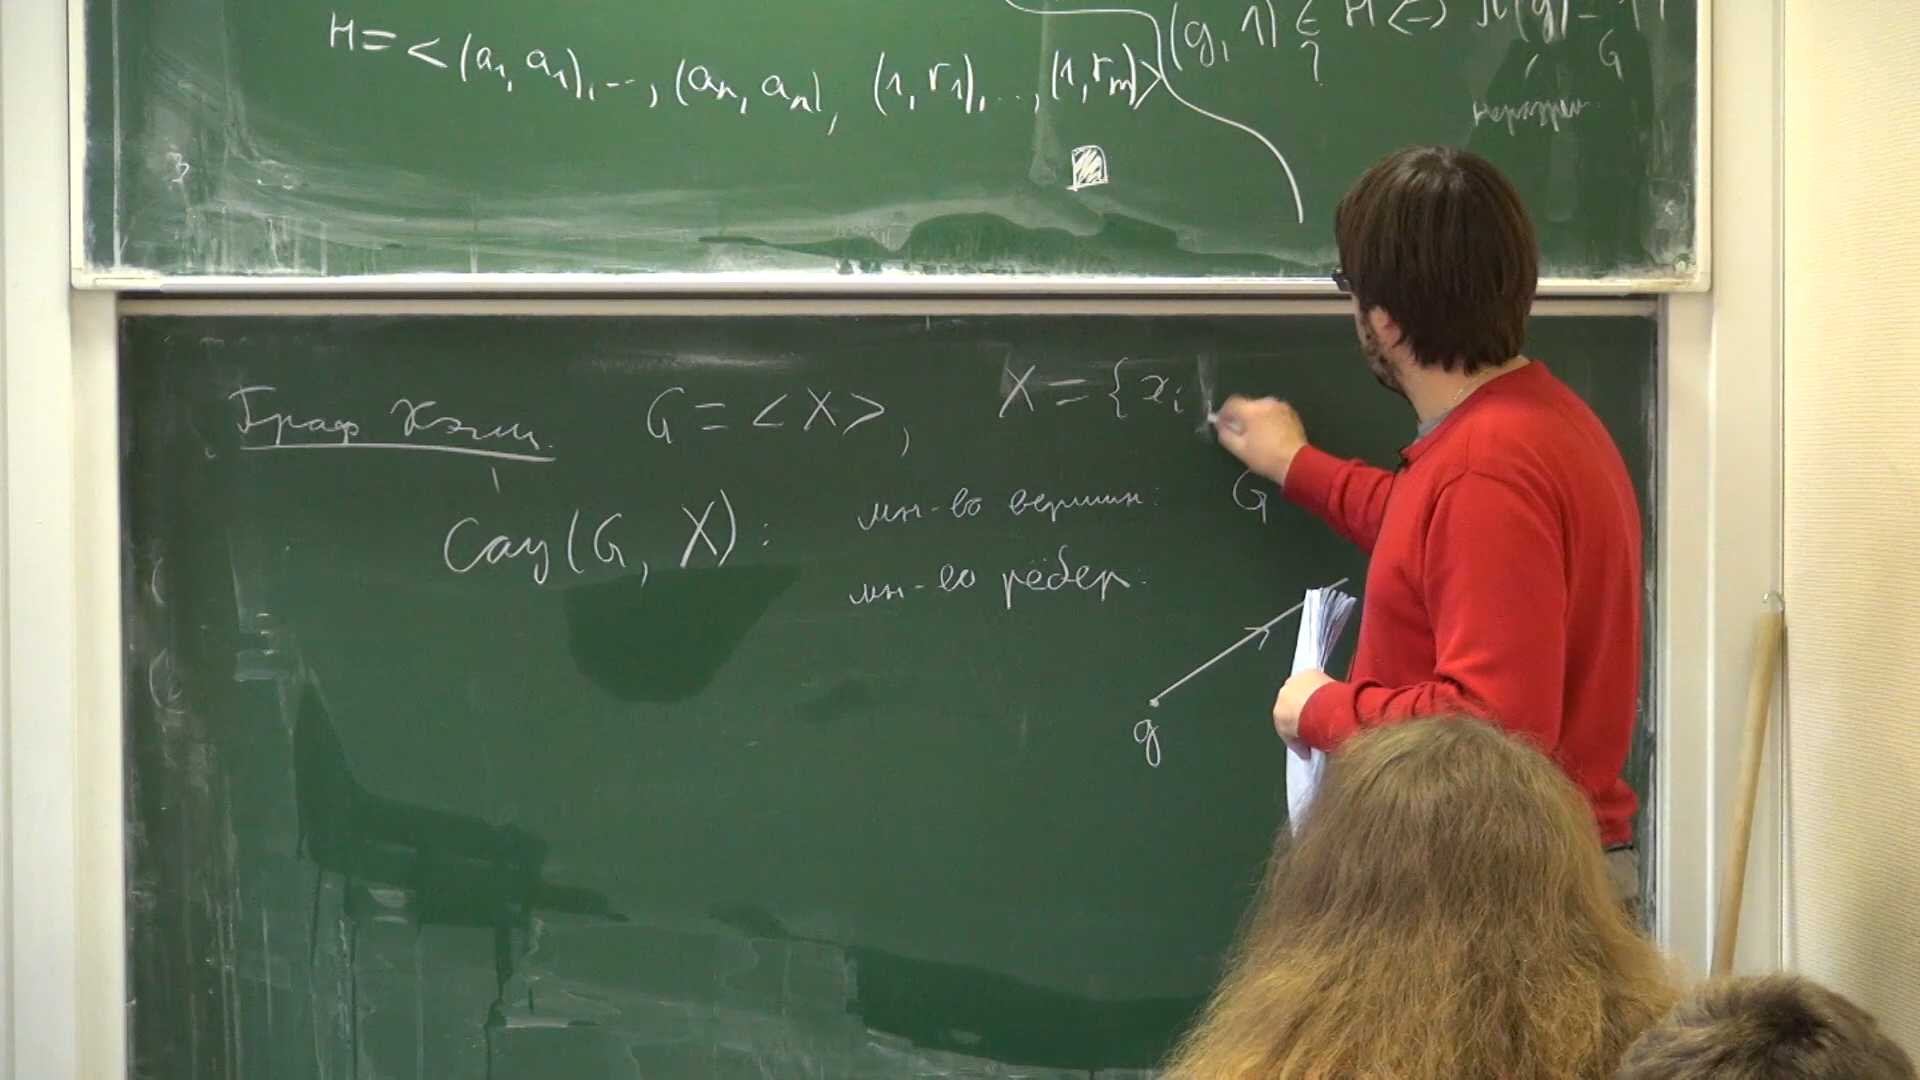 H = <(a₁, a₁), ..., (aₙ, aₙ), (1, r₁), ..., (1, rₘ)>
(g, 1) ∈ H <=>
?
G
Граф Кэли. G = <X>, X = {xᵢ
Cay(G, X): мн-во вершин: G
мн-во рёбер:
g